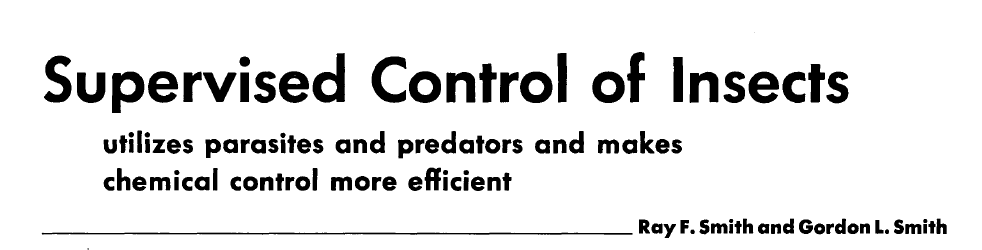 Supervised Control of Insects
utilizes parasites and predators and makes
chemical control more efficient
Ray F. Smith and Gordon L. Smith